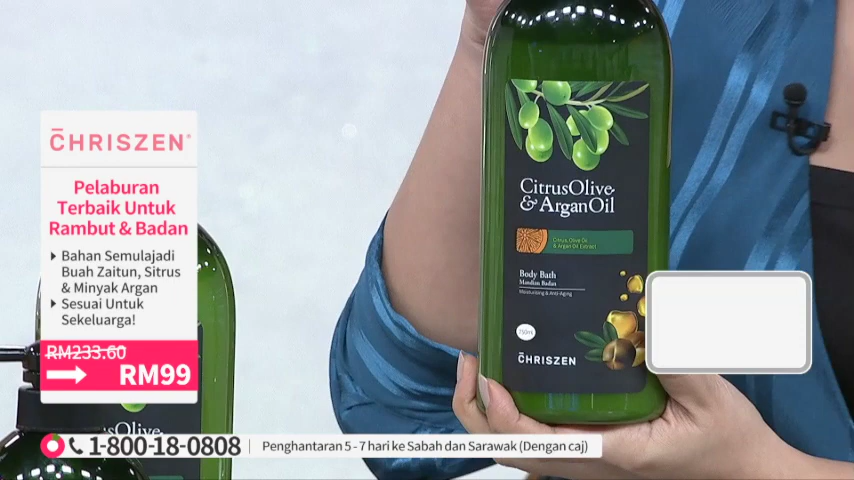 CHRISZEN
Pelaburan
Terbaik Untuk
Rambut & Badan
Bahan Semulajadi
Buah Zaitun, Sitrus
& Minyak Argan
Sesuai Untuk
Sekeluarga!
RM233.60
RM99
CitrusOlive
& ArganOil
Citrus, Olive Oil
& Argan Oil Extract
Body Bath
Mandian Badan
Moisturising & Anti-Aging
750mL
CHRISZEN
CitrusOlive
1-800-18-0808
Penghantaran 5 - 7 hari ke Sabah dan Sarawak (Dengan caj)